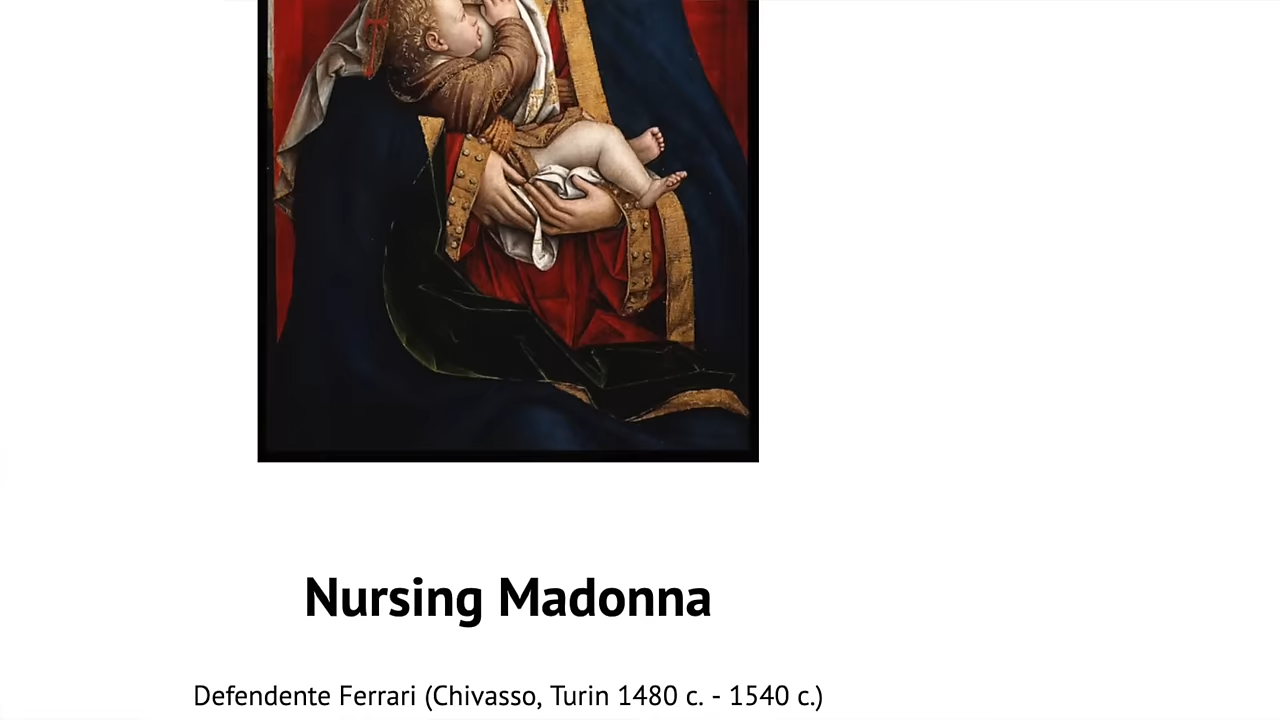 Nursing Madonna
Defendente Ferrari (Chivasso, Turin 1480 c. - 1540 c.)